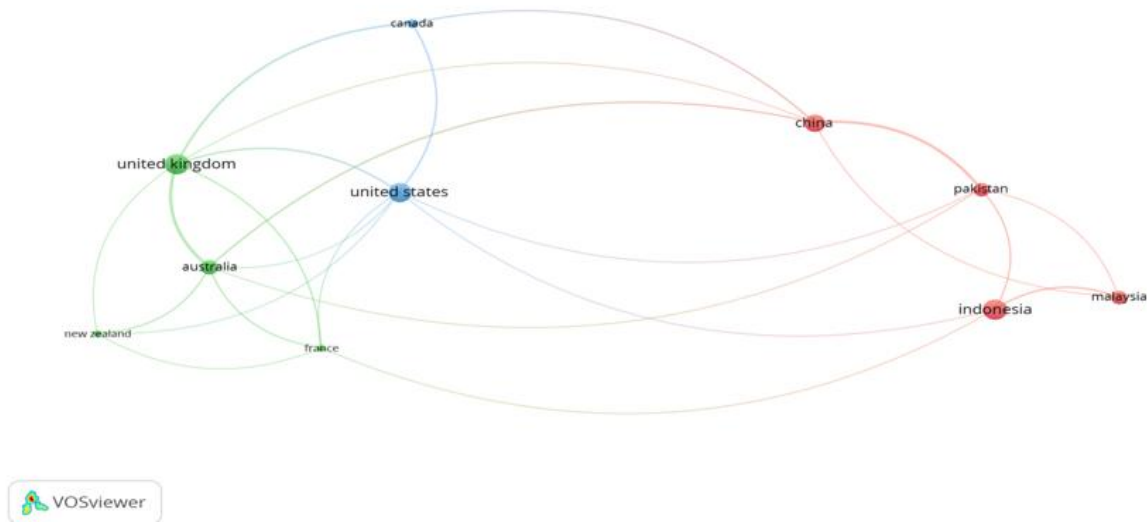 canada
china
united kingdom
pakistan
united states
australia
malaysia
indonesia
new zealand
france
VOSviewer